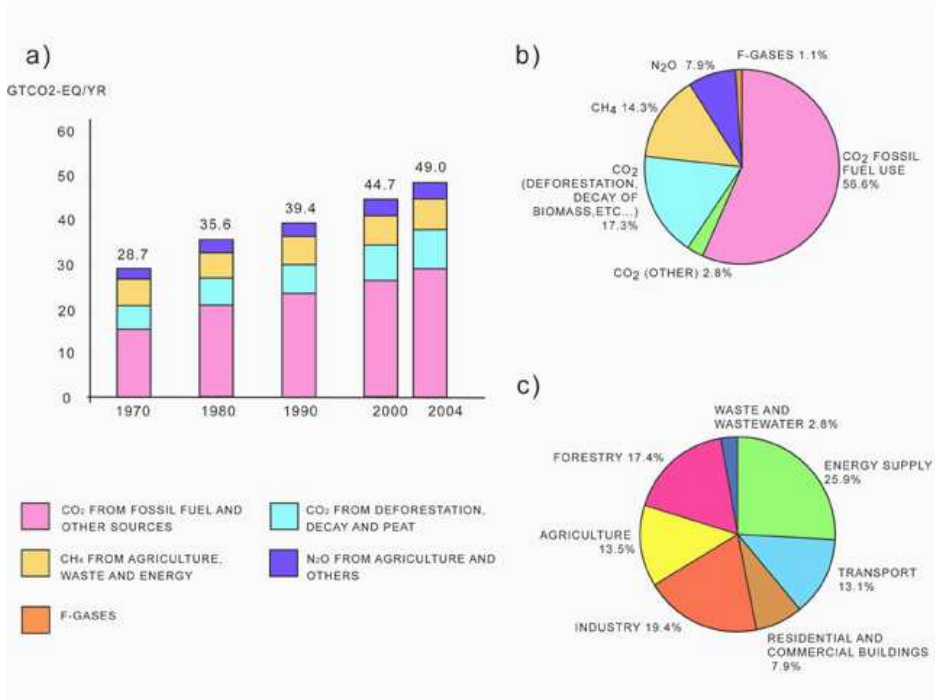 a)
GTCO2-EQ/YR
60
50
40
30
20
10
0
28.7
35.6
39.4
44.7
49.0
1970
1980
1990
2000
2004
CO₂ FROM FOSSIL FUEL AND
OTHER SOURCES
CO₂ FROM DEFORESTATION,
DECAY AND PEAT
CH₄ FROM AGRICULTURE,
WASTE AND ENERGY
N₂O FROM AGRICULTURE AND
OTHERS
F-GASES
b)
F-GASES 1.1%
N₂O 7.9%
CH₄ 14.3%
CO₂
(DEFORESTATION,
DECAY OF
BIOMASS,ETC...)
17.3%
CO₂ (OTHER) 2.8%
CO₂ FOSSIL
FUEL USE
56.6%
c)
WASTE AND
WASTEWATER 2.8%
FORESTRY 17.4%
ENERGY SUPPLY
25.9%
AGRICULTURE
13.5%
TRANSPORT
13.1%
INDUSTRY 19.4%
RESIDENTIAL AND
COMMERCIAL BUILDINGS
7.9%